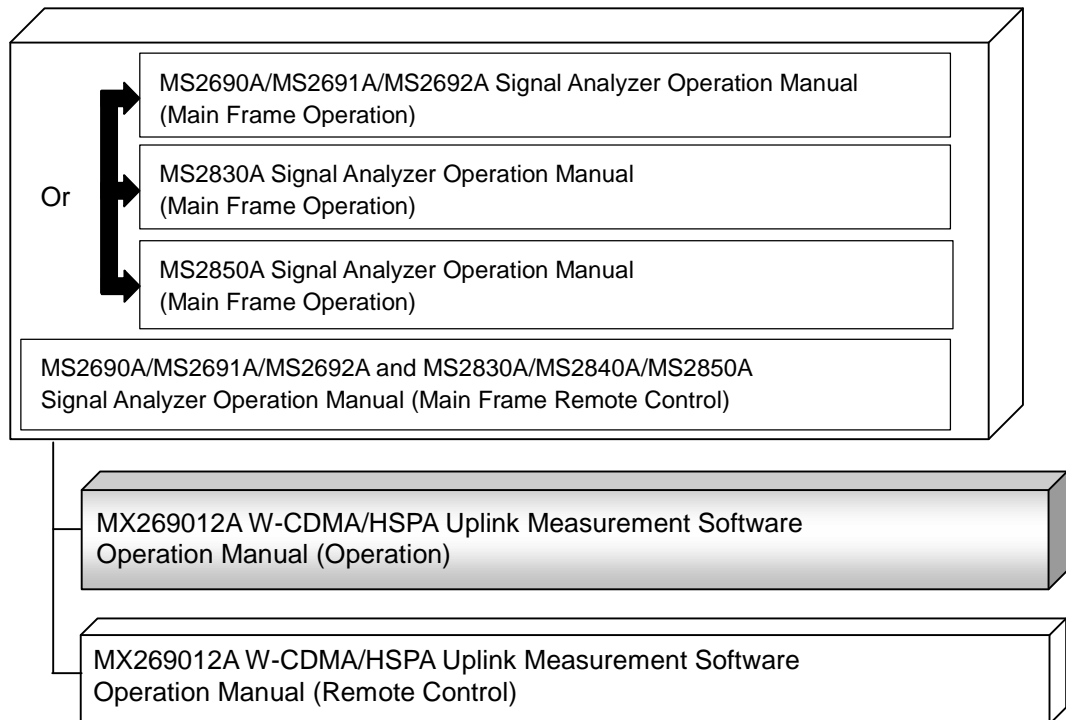 MS2690A/MS2691A/MS2692A Signal Analyzer Operation Manual
(Main Frame Operation)
Or
MS2830A Signal Analyzer Operation Manual
(Main Frame Operation)
MS2850A Signal Analyzer Operation Manual
(Main Frame Operation)
MS2690A/MS2691A/MS2692A and MS2830A/MS2840A/MS2850A
Signal Analyzer Operation Manual (Main Frame Remote Control)
MX269012A W-CDMA/HSPA Uplink Measurement Software
Operation Manual (Operation)
MX269012A W-CDMA/HSPA Uplink Measurement Software
Operation Manual (Remote Control)